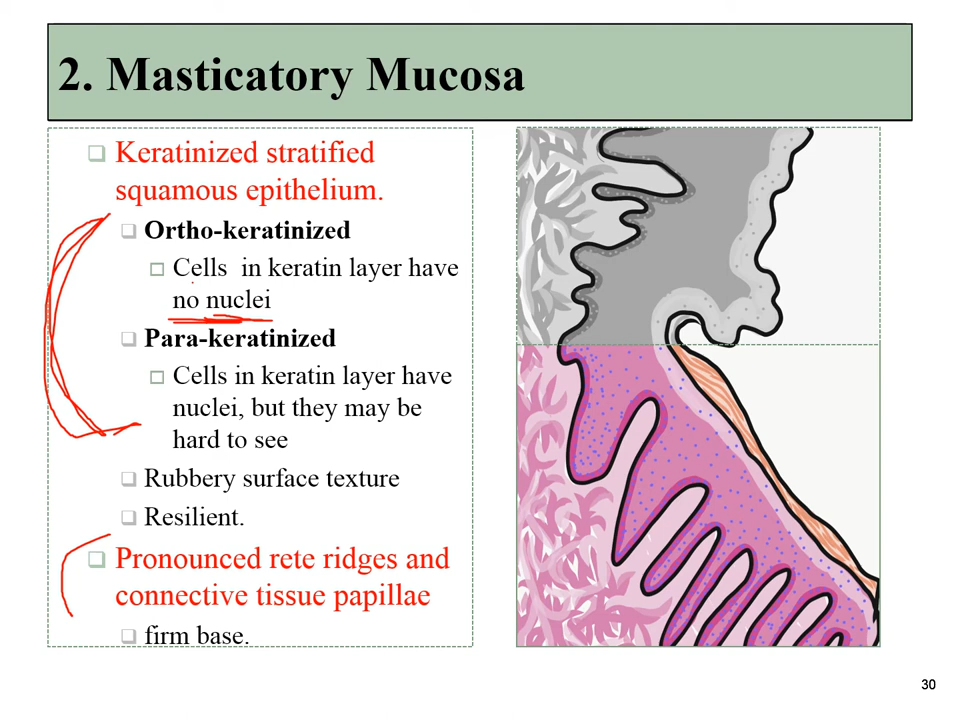 2. Masticatory Mucosa
Keratinized stratified
squamous epithelium.
Ortho-keratinized
Cells in keratin layer have
no nuclei
Para-keratinized
Cells in keratin layer have
nuclei, but they may be
hard to see
Rubbery surface texture
Resilient.
Pronounced rete ridges and
connective tissue papillae
firm base.
30